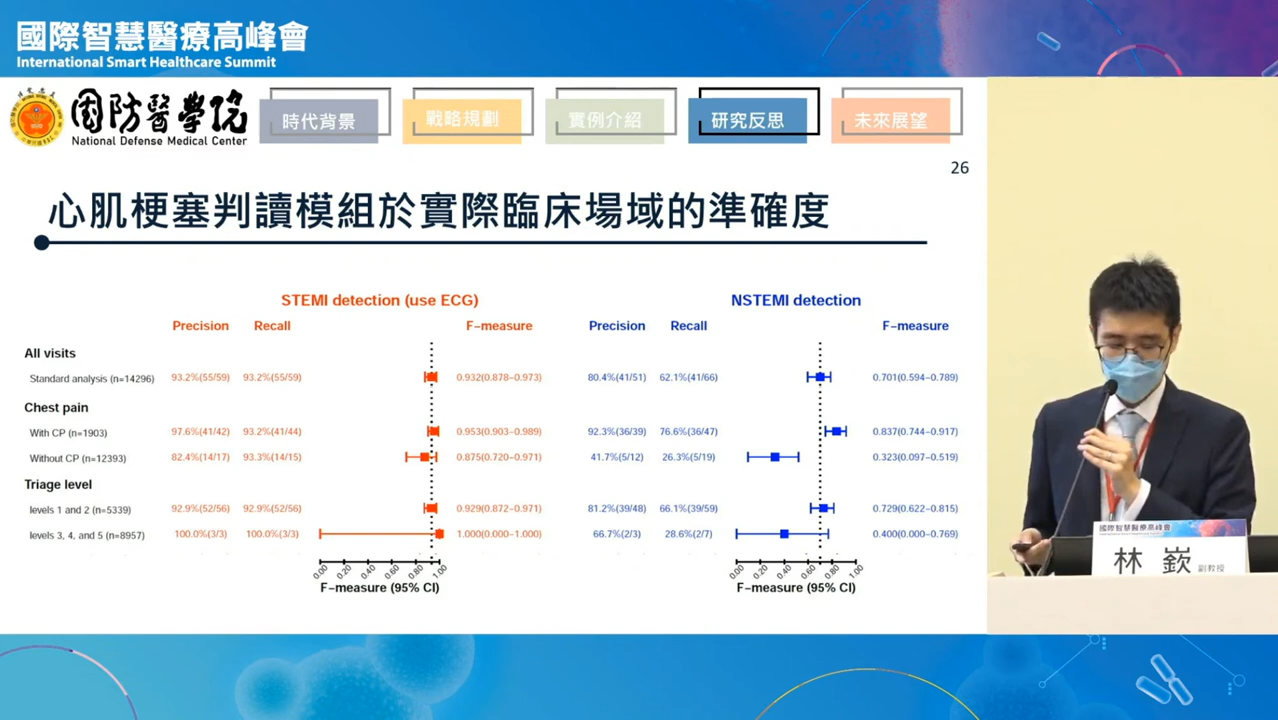 國際智慧醫療高峰會
International Smart Healthcare Summit
國防醫學院
National Defense Medical Center
時代背景
戰略規劃
實例介紹
研究反思
未來展望
26
心肌梗塞判讀模組於實際臨床場域的準確度
STEMI detection (use ECG)
NSTEMI detection
Precision Recall F-measure Precision Recall F-measure
All visits
Standard analysis (n=14296) 93.2%(55/59) 93.2%(55/59) 0.932(0.878-0.973) 80.4%(41/51) 62.1%(41/66) 0.701(0.594-0.789)
Chest pain
With CP (n=1903) 97.6%(41/42) 93.2%(41/44) 0.953(0.903-0.989) 92.3%(36/39) 76.6%(36/47) 0.837(0.744-0.917)
Without CP (n=12393) 82.4%(14/17) 93.3%(14/15) 0.875(0.720-0.971) 41.7%(5/12) 26.3%(5/19) 0.323(0.097-0.519)
Triage level
levels 1 and 2 (n=5339) 92.9%(52/56) 92.9%(52/56) 0.929(0.872-0.971) 81.2%(39/48) 66.1%(39/59) 0.729(0.622-0.815)
levels 3, 4, and 5 (n=8957) 100.0%(3/3) 100.0%(3/3) 1.000(0.000-1.000) 66.7%(2/3) 28.6%(2/7) 0.400(0.000-0.769)
0.00 0.20 0.40 0.60 0.80 1.00
F-measure (95% CI)
0.00 0.20 0.40 0.60 0.80 1.00
F-measure (95% CI)
國際智慧醫療高峰會
林 嶔 副教授